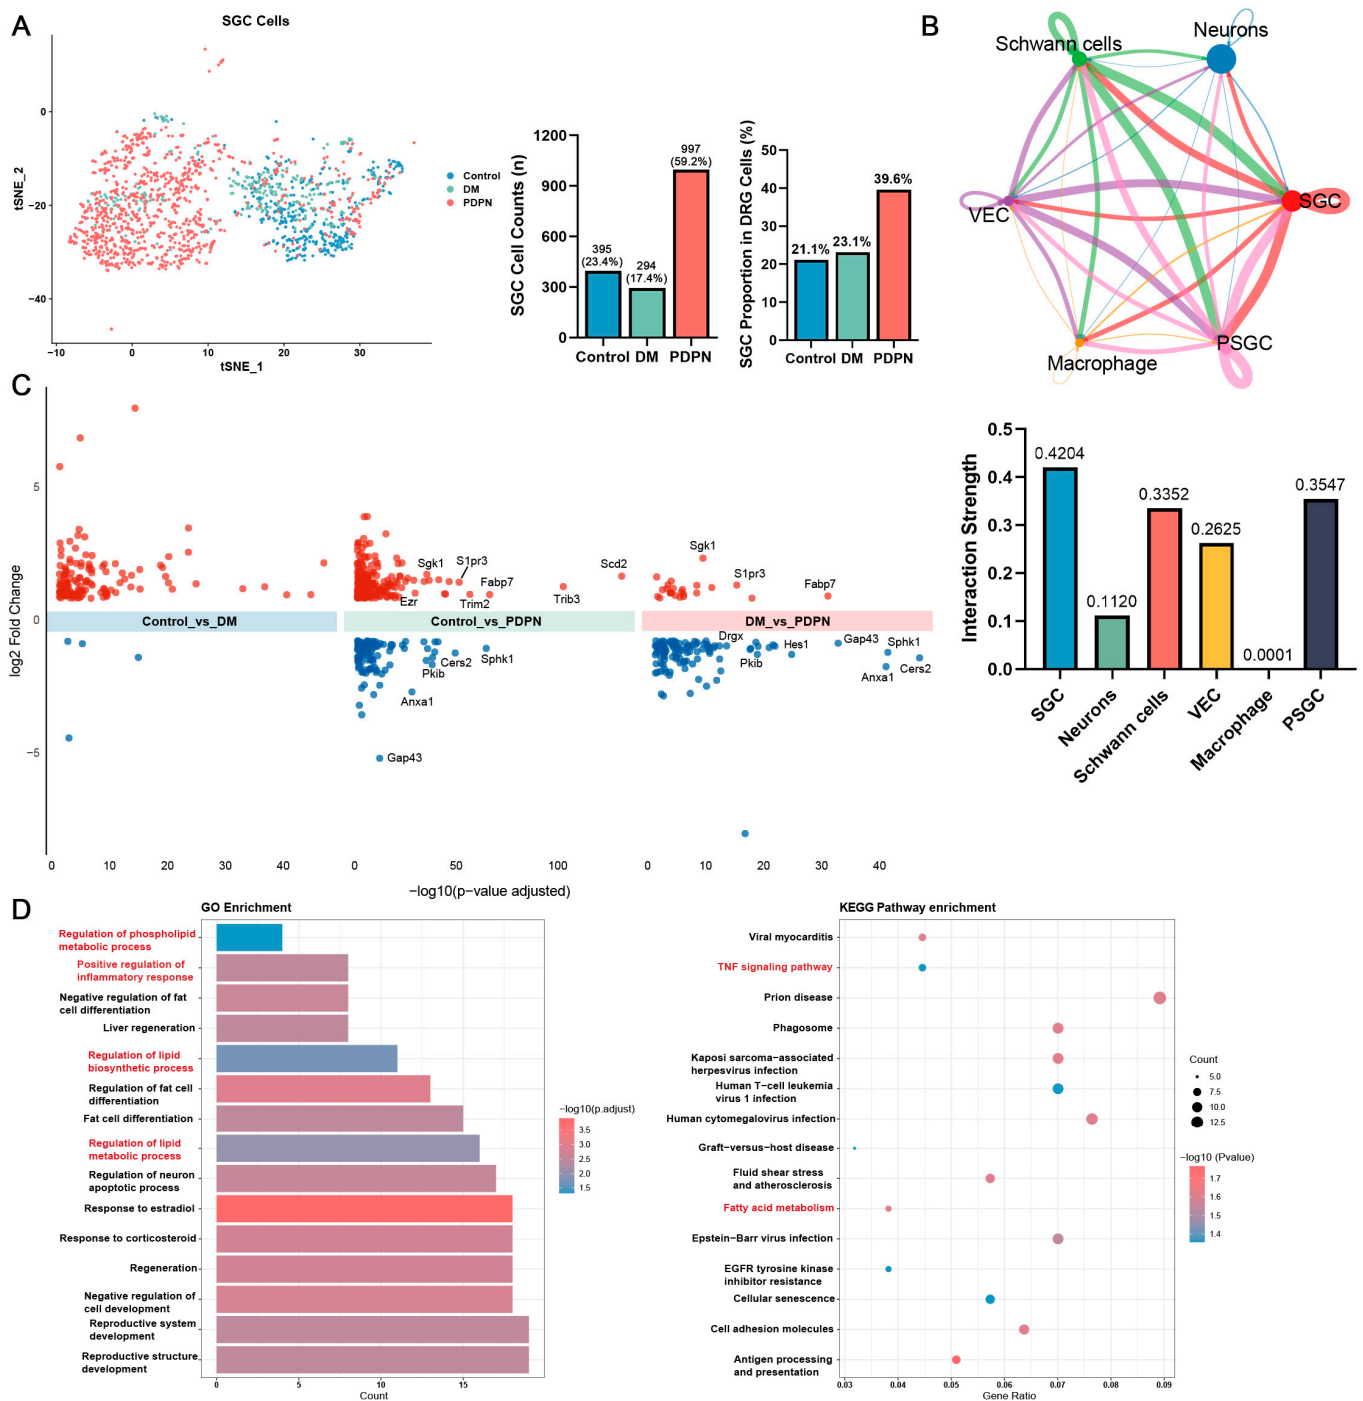 A
SGC Cells
tSNE_2
0
−20
−40
−10
0
10
20
30
tSNE_1
Control
DM
PDPN
SGC Cell Counts (n)
1200
900
600
300
0
395
(23.4%)
294
(17.4%)
997
(59.2%)
Control
DM
PDPN
SGC Proportion in DRG Cells (%)
50
40
30
20
10
0
21.1%
23.1%
39.6%
Control
DM
PDPN
B
Schwann cells
Neurons
VEC
SGC
Macrophage
PSGC
Interaction Strength
0.5
0.4
0.3
0.2
0.1
0.0
0.4204
0.1120
0.3352
0.2625
0.0001
0.3547
SGC
Neurons
Schwann cells
VEC
Macrophage
PSGC
C
log2 Fold Change
5
0
−5
Control_vs_DM
Control_vs_PDPN
DM_vs_PDPN
Sgk1
S1pr3
Scd2
Fabp7
Ezr
Trim2
Trib3
Cers2
Sphk1
Pkib
Anxa1
Gap43
Sgk1
S1pr3
Fabp7
Drgx
Pkib
Hes1
Gap43
Sphk1
Cers2
Anxa1
0
10
20
30
40
0
50
100
0
10
20
30
40
−log10(p−value adjusted)
D
GO Enrichment
Regulation of phospholipid
metabolic process
Positive regulation of
inflammatory response
Negative regulation of fat
cell differentiation
Liver regeneration
Regulation of lipid
biosynthetic process
Regulation of fat cell
differentiation
Fat cell differentiation
Regulation of lipid
metabolic process
Regulation of neuron
apoptotic process
Response to estradiol
Response to corticosteroid
Regeneration
Negative regulation of
cell development
Reproductive system
development
Reproductive structure
development
0
5
10
15
Count
−log10(p.adjust)
3.5
3.0
2.5
2.0
1.5
KEGG Pathway enrichment
Viral myocarditis
TNF signaling pathway
Prion disease
Phagosome
Kaposi sarcoma−associated
herpesvirus infection
Human T−cell leukemia
virus 1 infection
Human cytomegalovirus infection
Graft−versus−host disease
Fluid shear stress
and atherosclerosis
Fatty acid metabolism
Epstein−Barr virus infection
EGFR tyrosine kinase
inhibitor resistance
Cellular senescence
Cell adhesion molecules
Antigen processing
and presentation
0.03
0.04
0.05
0.06
0.07
0.08
0.09
Gene Ratio
Count
5.0
7.5
10.0
12.5
−log10 (Pvalue)
1.7
1.6
1.5
1.4